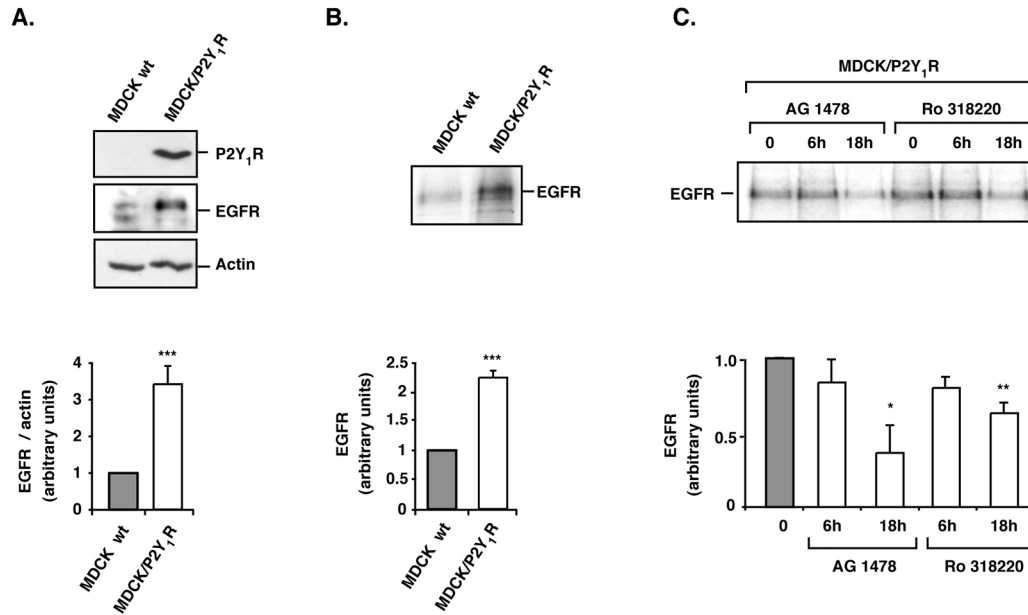 A.
MDCK wt
MDCK/P2Y₁R
P2Y₁R
EGFR
Actin
4
3
2
1
0
EGFR / actin
(arbitrary units)
***
MDCK wt
MDCK/P2Y₁R
B.
MDCK wt
MDCK/P2Y₁R
EGFR
2.5
2
1.5
1
0.5
0
EGFR
(arbitrary units)
***
MDCK wt
MDCK/P2Y₁R
C.
MDCK/P2Y₁R
AG 1478 Ro 318220
0 6h 18h 0 6h 18h
EGFR
1.0
0.5
0
EGFR
(arbitrary units)
* **
0 6h 18h 6h 18h
AG 1478 Ro 318220